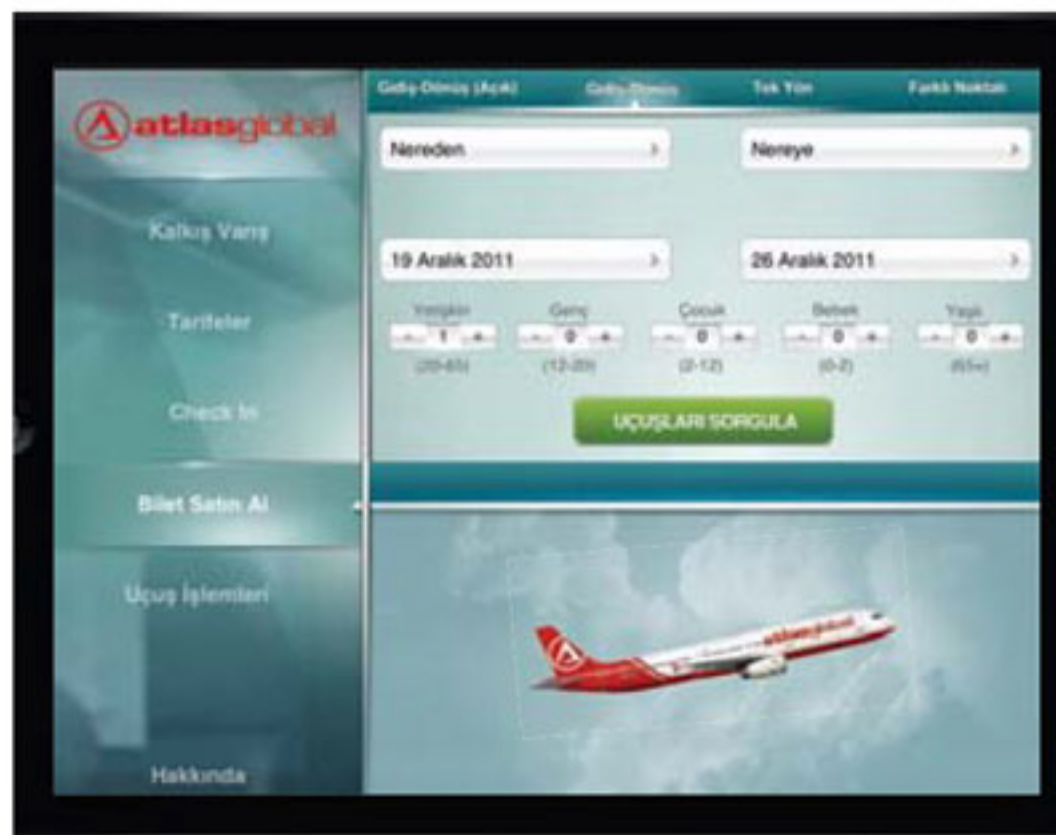 atlasglobal
Kalkış Varış
Tarifeler
Check In
Bilet Satın Al
Uçuş İşlemleri
Hakkında
Gidiş-Dönüş (Açık) Gidiş-Dönüş Tek Yön Farklı Noktalı
Nereden Nereye
19 Aralık 2011 26 Aralık 2011
Yetişkin Genç Çocuk Bebek Yaşlı
- 1 + - 0 + - 0 + - 0 + - 0 +
(12-20) (2-12) (0-2) (65+)
UÇUŞLARI SORGULA
atlasglobal